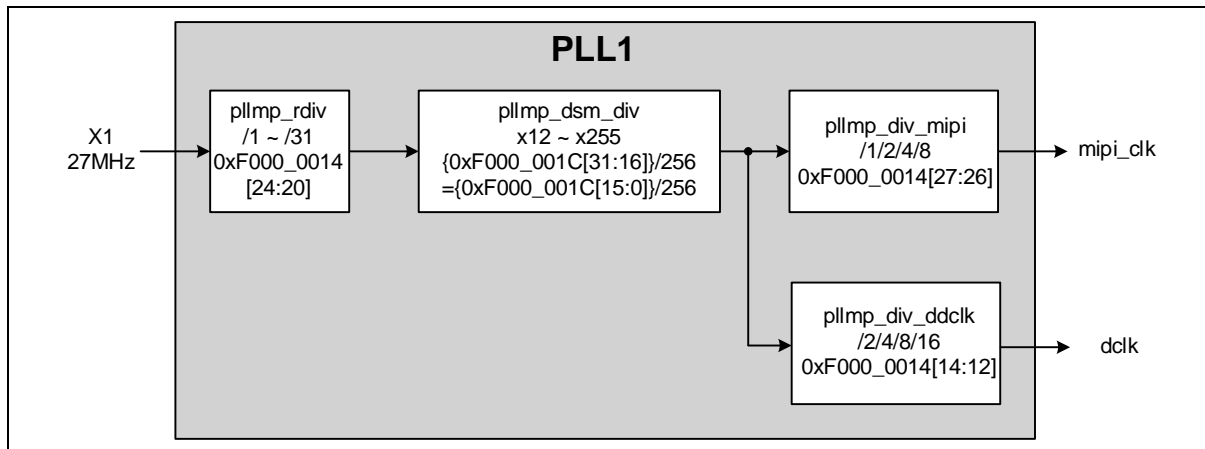 PLL1
X1
27MHz
pllmp_rdiv
/1 ~ /31
0xF000_0014
[24:20]
pllmp_dsm_div
x12 ~ x255
{0xF000_001C[31:16]}/256
={0xF000_001C[15:0]}/256
pllmp_div_mipi
/1/2/4/8
0xF000_0014[27:26]
mipi_clk
pllmp_div_ddclk
/2/4/8/16
0xF000_0014[14:12]
dclk